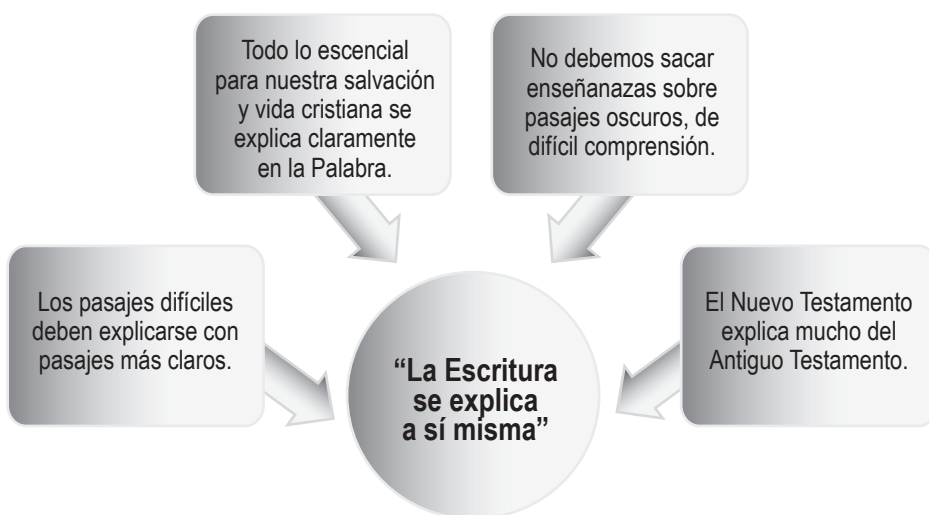 Todo lo escencial
para nuestra salvación
y vida cristiana se
explica claramente
en la Palabra.
No debemos sacar
enseñanazas sobre
pasajes oscuros, de
difícil comprensión.
Los pasajes difíciles
deben explicarse con
pasajes más claros.
El Nuevo Testamento
explica mucho del
Antiguo Testamento.
“La Escritura
se explica
a sí misma”